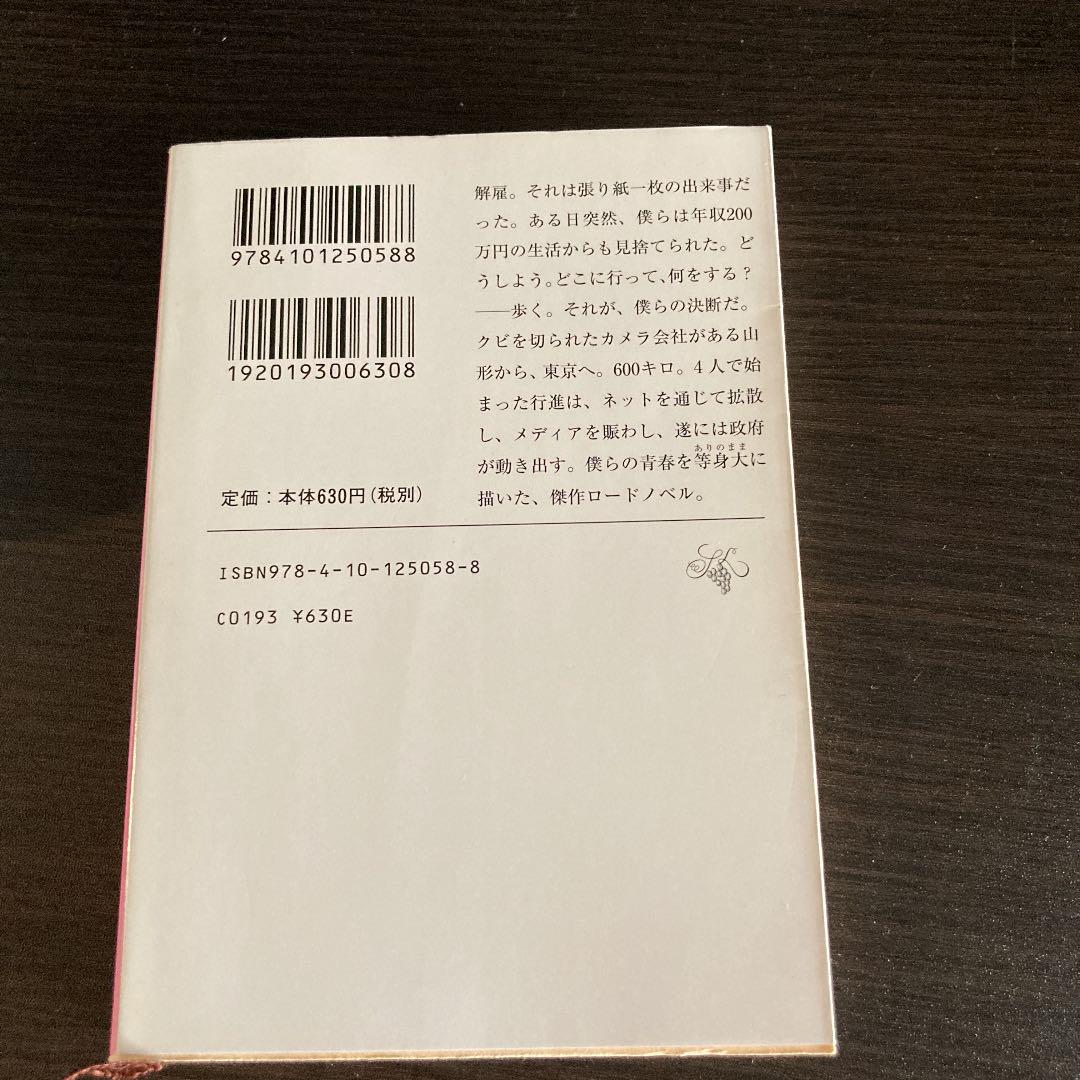 9784101250588
1920193006308
定価：本体630円（税別）
解雇。それは張り紙一枚の出来事だ
った。ある日突然、僕らは年収200
万円の生活からも見捨てられた。ど
うしよう。どこに行って、何をする？
――歩く。それが、僕らの決断だ。
クビを切られたカメラ会社がある山
形から、東京へ。600キロ。4人で始
まった行進は、ネットを通じて拡散
し、メディアを賑わし、遂には政府
が動き出す。僕らの青春を等身大に
ありのまま
描いた、傑作ロードノベル。
ISBN978-4-10-125058-8
C0193 ¥630E